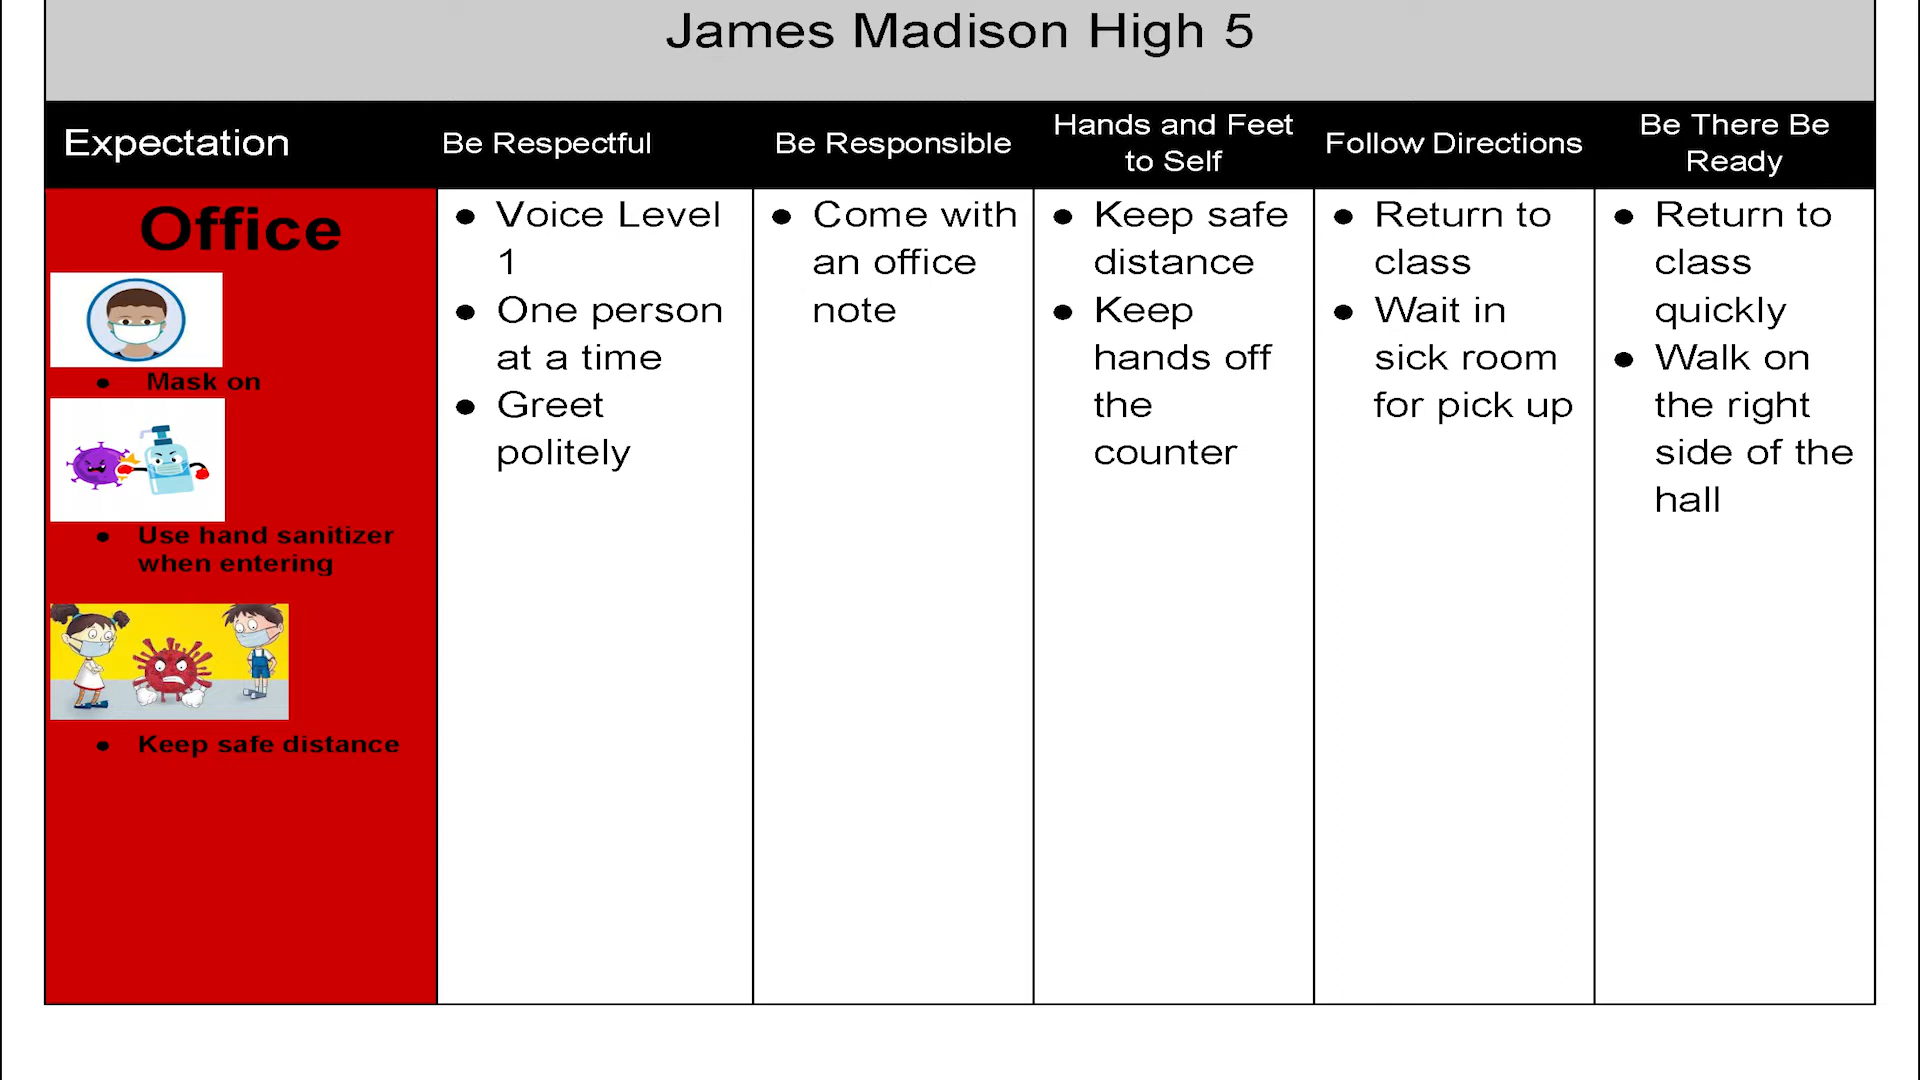 James Madison High 5
Expectation
Be Respectful
Be Responsible
Hands and Feet
to Self
Follow Directions
Be There Be
Ready
Office
● Mask on
● Use hand sanitizer
when entering
● Keep safe distance
● Voice Level
1
● One person
at a time
● Greet
politely
● Come with
an office
note
● Keep safe
distance
● Keep
hands off
the
counter
● Return to
class
● Wait in
sick room
for pick up
● Return to
class
quickly
● Walk on
the right
side of the
hall